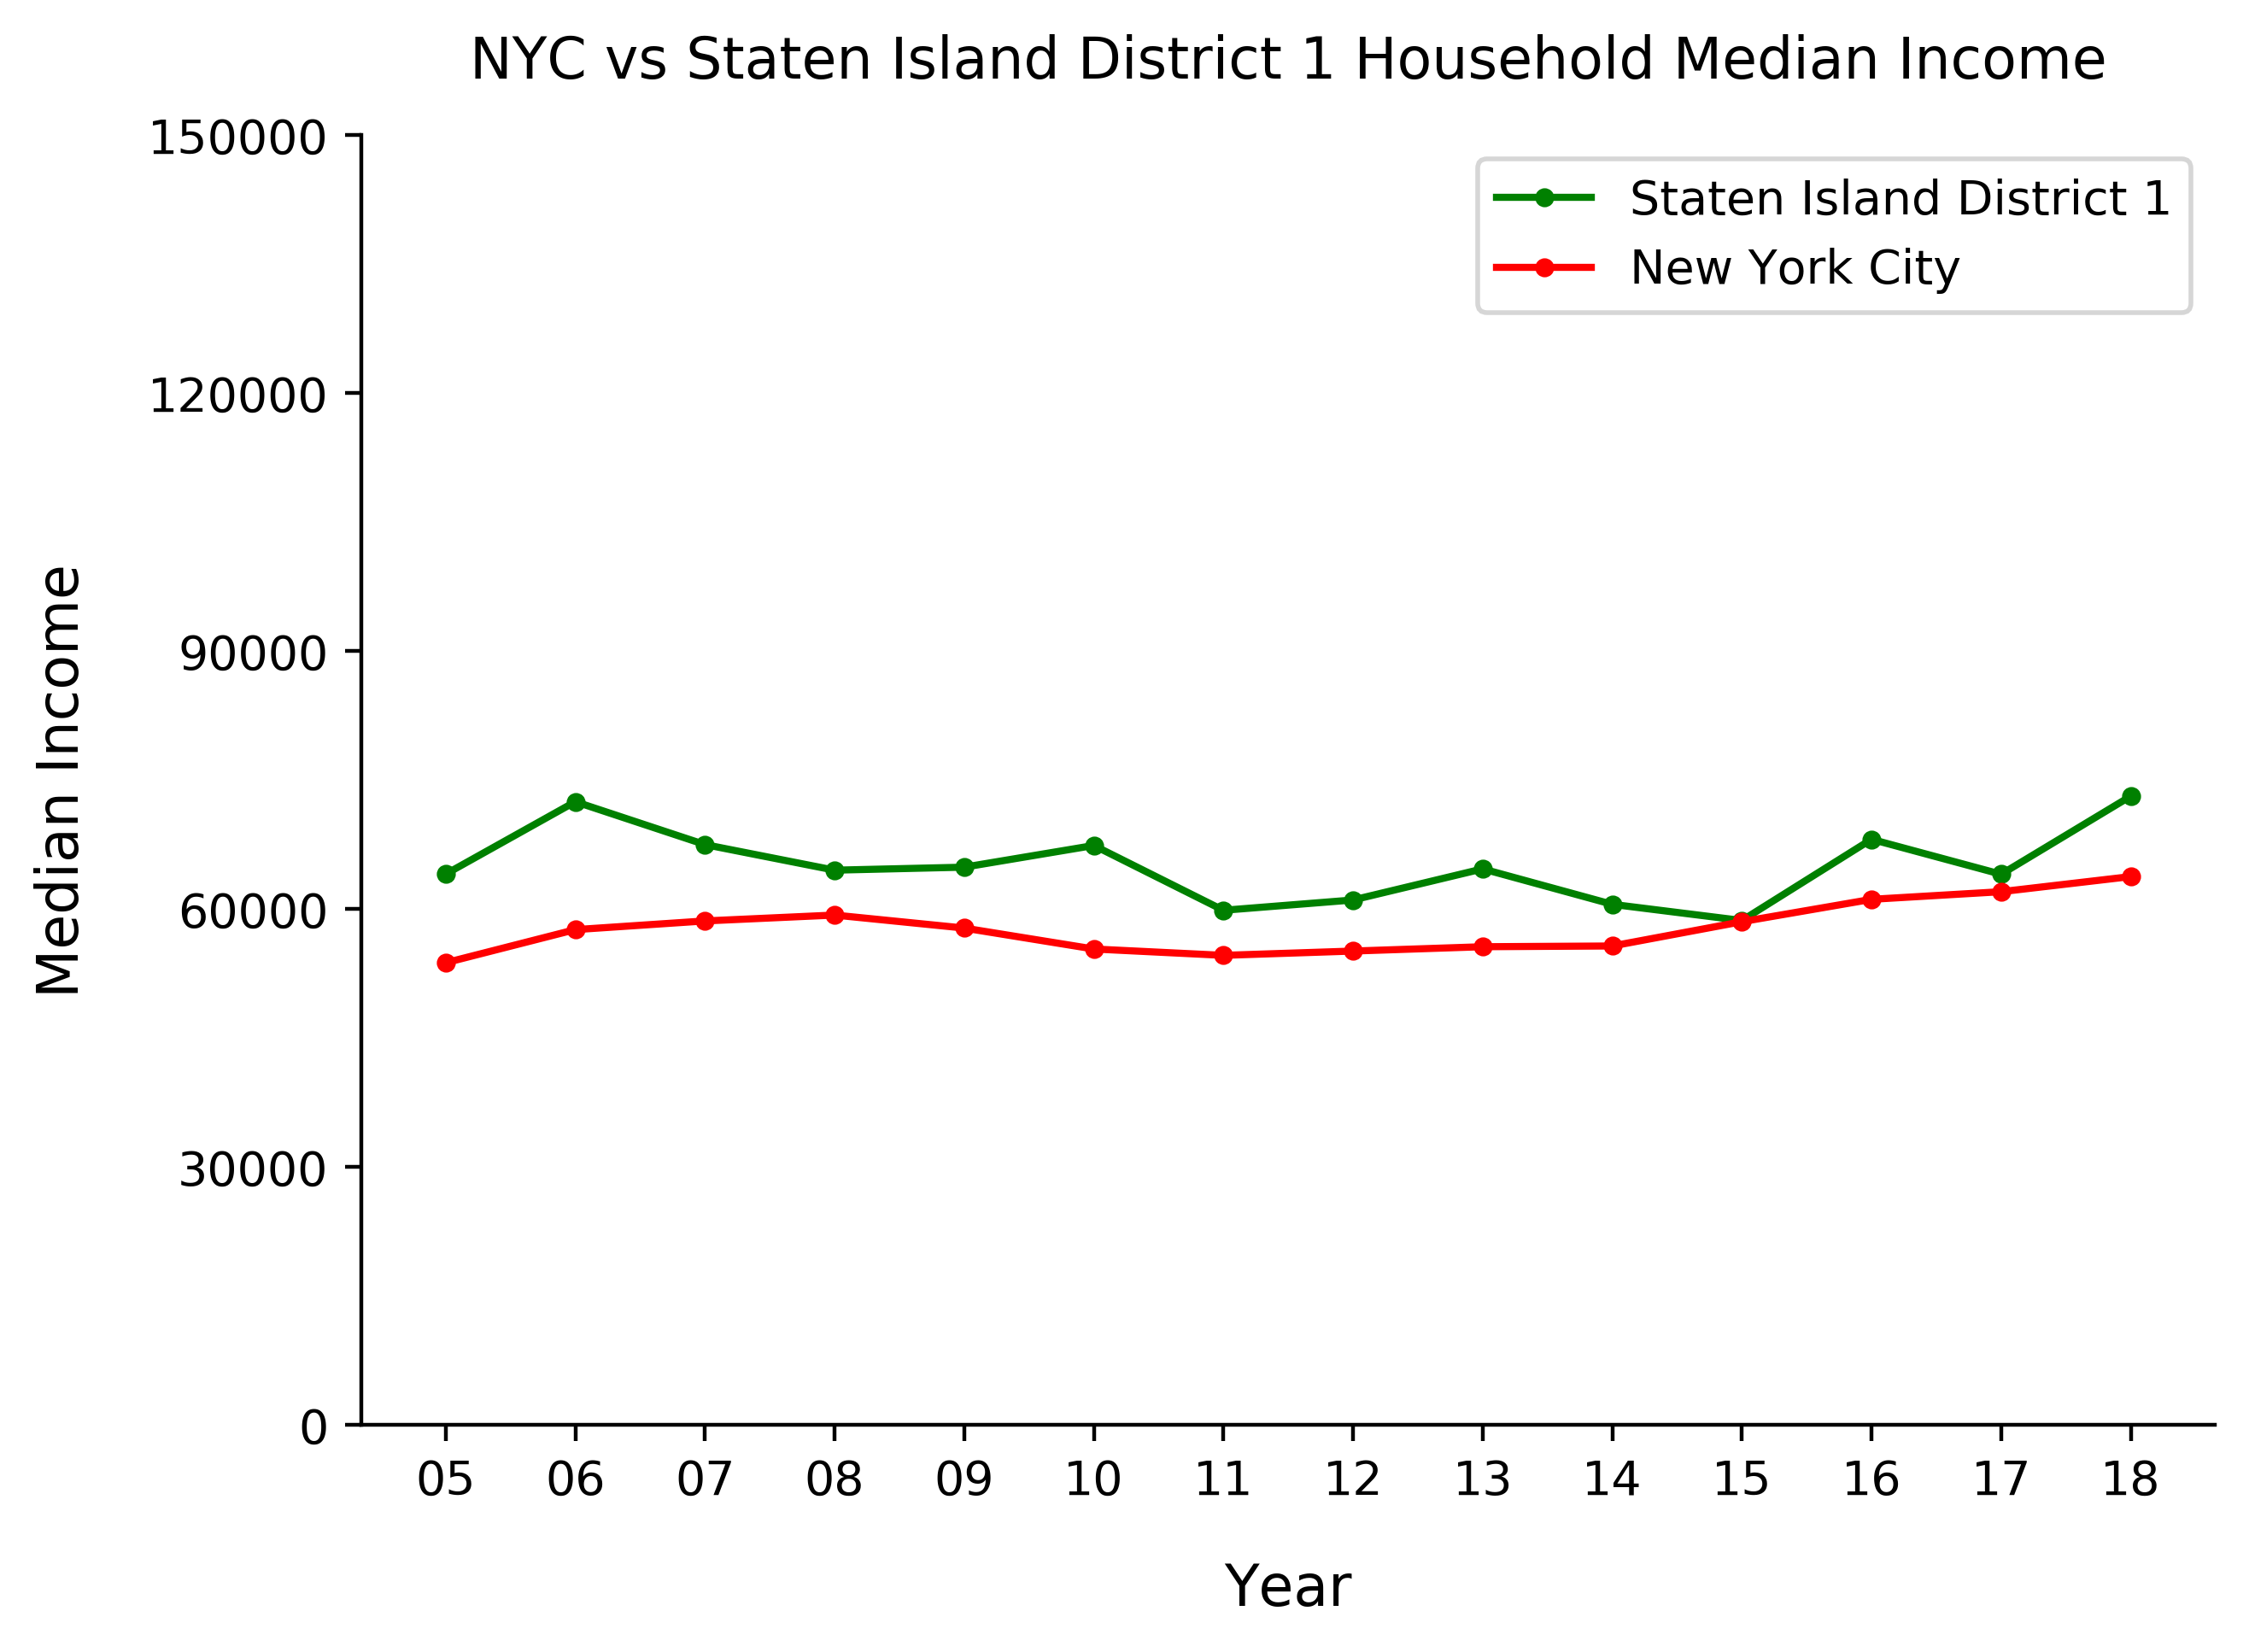 NYC vs Staten Island District 1 Household Median Income
150000
Staten Island District 1
New York City
120000
90000
Median Income
60000
30000
0
05 06 07 08 09 10 11 12 13 14 15 16 17 18
Year